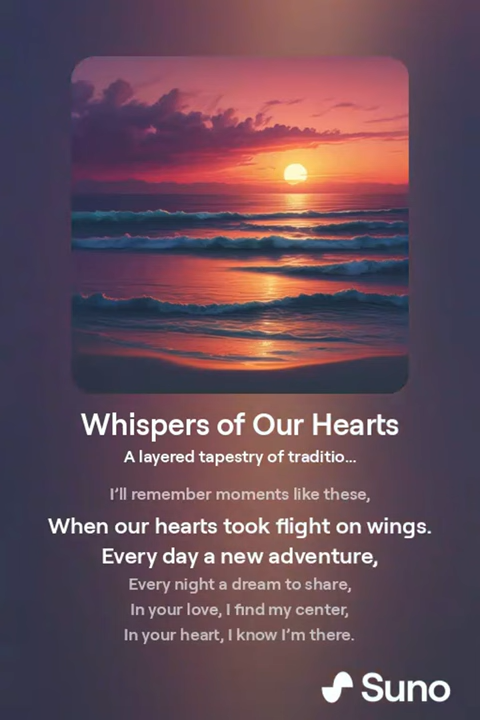 Whispers of Our Hearts
A layered tapestry of traditio...
I'll remember moments like these,
When our hearts took flight on wings.
Every day a new adventure,
Every night a dream to share,
In your love, I find my center,
In your heart, I know I'm there.
Suno